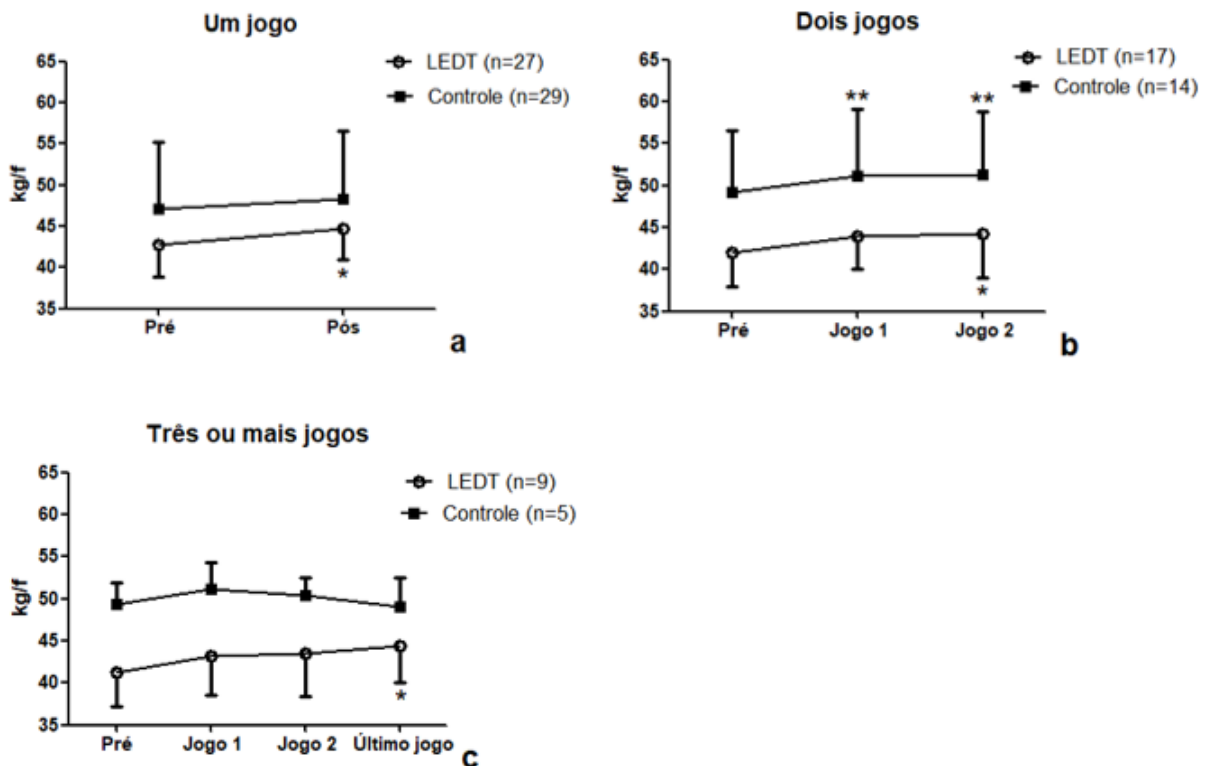 Um jogo
LEDT (n=27)
Controle (n=29)
kg/f
65
60
55
50
45
40
35
*
Pré Pós
a
Dois jogos
LEDT (n=17)
Controle (n=14)
kg/f
65
60
55
50
45
40
35
** **
*
Pré Jogo 1 Jogo 2
b
Três ou mais jogos
LEDT (n=9)
Controle (n=5)
kg/f
65
60
55
50
45
40
35
*
Pré Jogo 1 Jogo 2 Último jogo
c